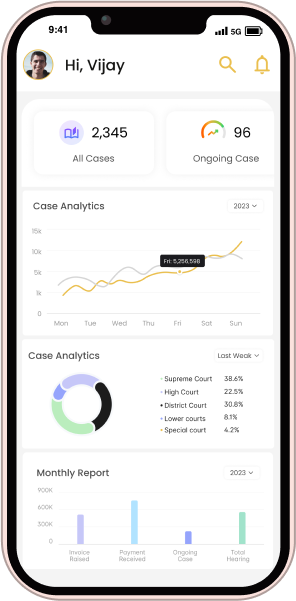 9:41 5G
Hi, Vijay
2,345 96
All Cases Ongoing Case
Case Analytics 2023
15k
10k
Fri: 5,256,598
5k
1k
0
Mon Tue Wed Thu Fri Sat Sun
Case Analytics Last Weak
Supreme Court 38.6%
High Court 22.5%
District Court 30.8%
Lower courts 8.1%
Special court 4.2%
Monthly Report 2023
900K
600K
300K
0
Invoice Payment Ongoing Total
Raised Received Case Hearing